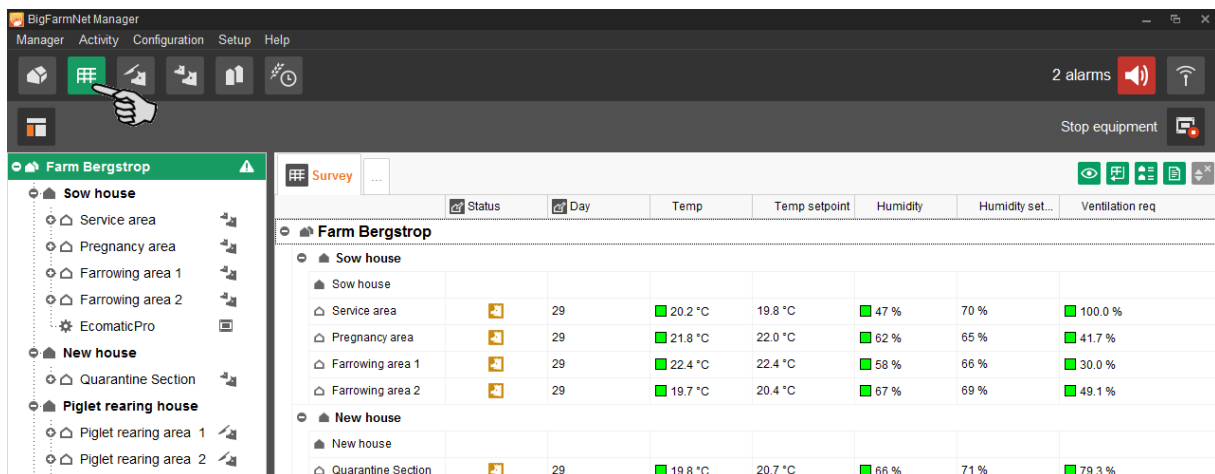 BigFarmNet Manager
Manager Activity Configuration Setup Help
2 alarms
Stop equipment
Farm Bergstrop
Sow house
Service area
Pregnancy area
Farrowing area 1
Farrowing area 2
EcomaticPro
New house
Quarantine Section
Piglet rearing house
Piglet rearing area 1
Piglet rearing area 2
Survey ...
Status Day Temp Temp setpoint Humidity Humidity set... Ventilation req
Farm Bergstrop
Sow house
Sow house
Service area 29 20.2 °C 19.8 °C 47 % 70 % 100.0 %
Pregnancy area 29 21.8 °C 22.0 °C 62 % 65 % 41.7 %
Farrowing area 1 29 22.4 °C 22.4 °C 58 % 66 % 30.0 %
Farrowing area 2 29 19.7 °C 20.4 °C 67 % 69 % 49.1 %
New house
New house
Quarantine Section 29 19.8 °C 20.7 °C 66 % 71 % 79.3 %